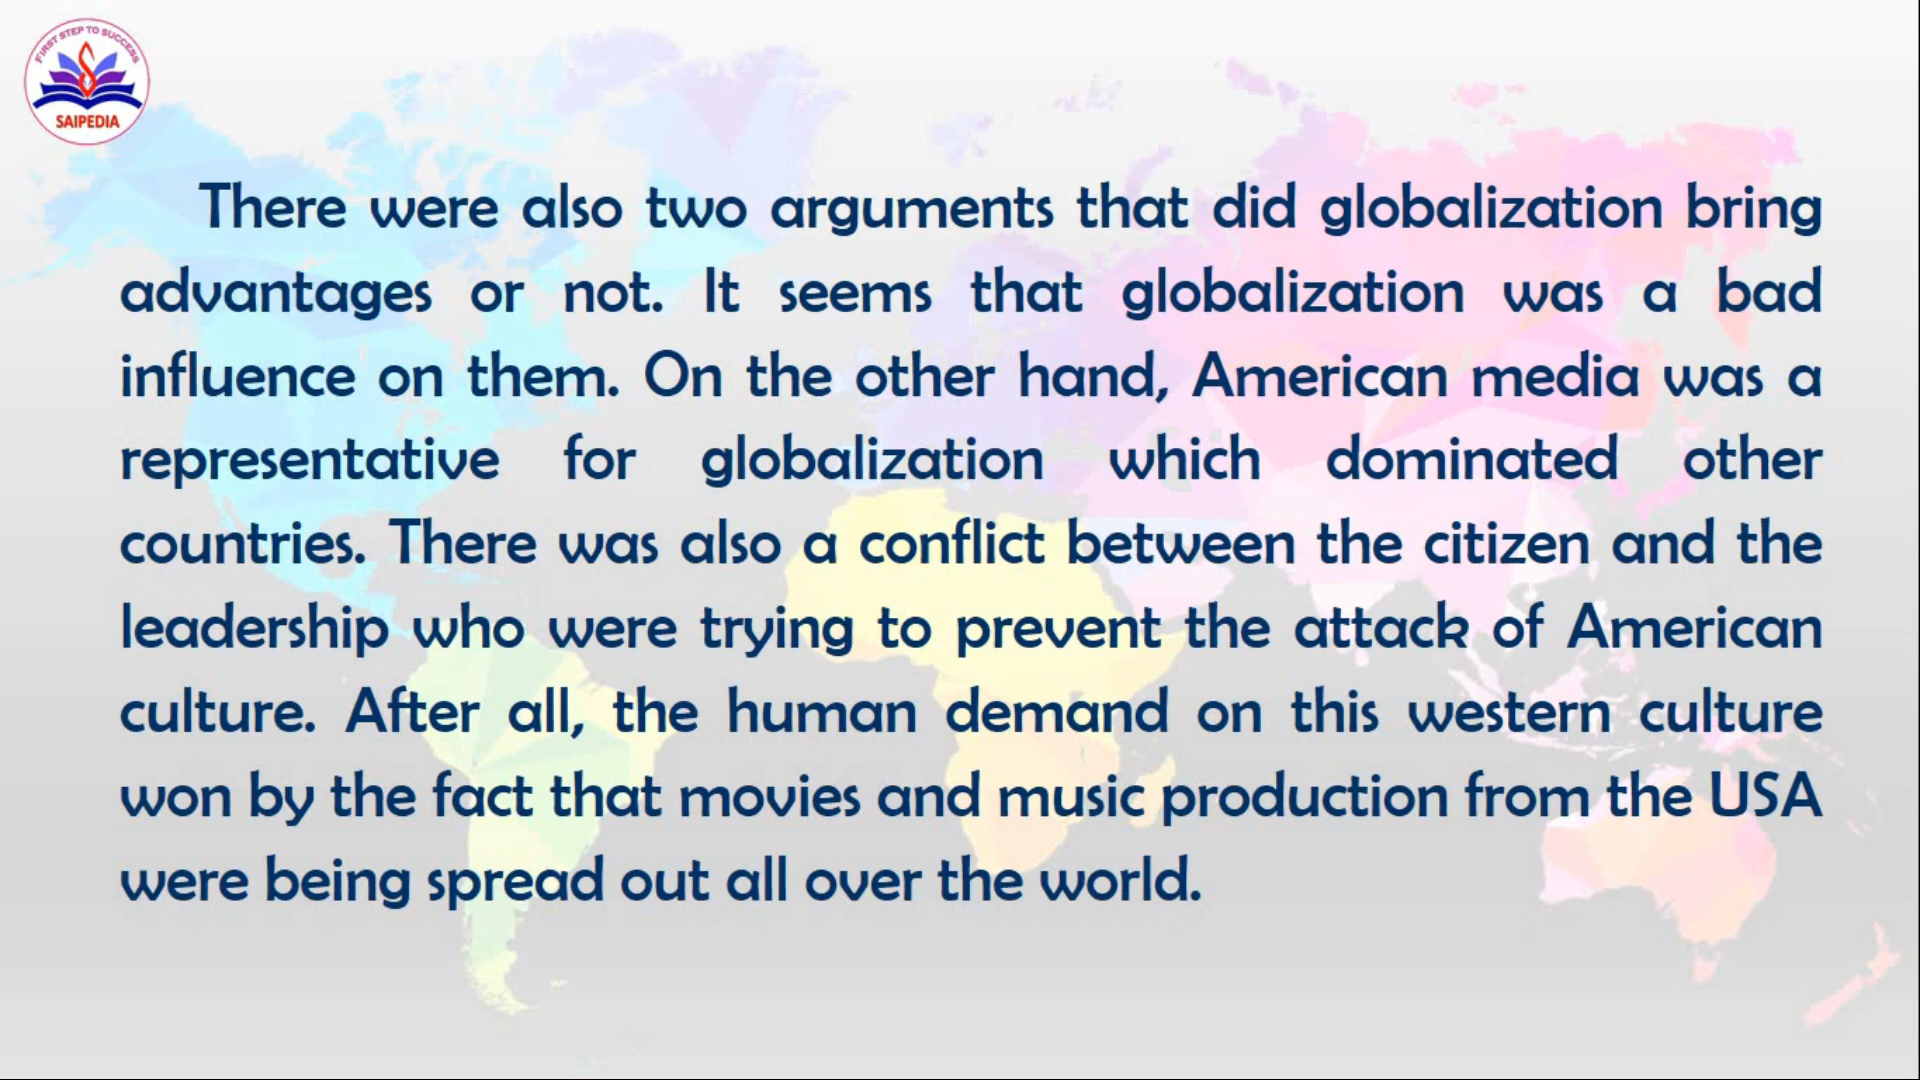 FIRST STEP TO SUCCESS
SAIPEDIA
There were also two arguments that did globalization bring
advantages or not. It seems that globalization was a bad
influence on them. On the other hand, American media was a
representative for globalization which dominated other
countries. There was also a conflict between the citizen and the
leadership who were trying to prevent the attack of American
culture. After all, the human demand on this western culture
won by the fact that movies and music production from the USA
were being spread out all over the world.